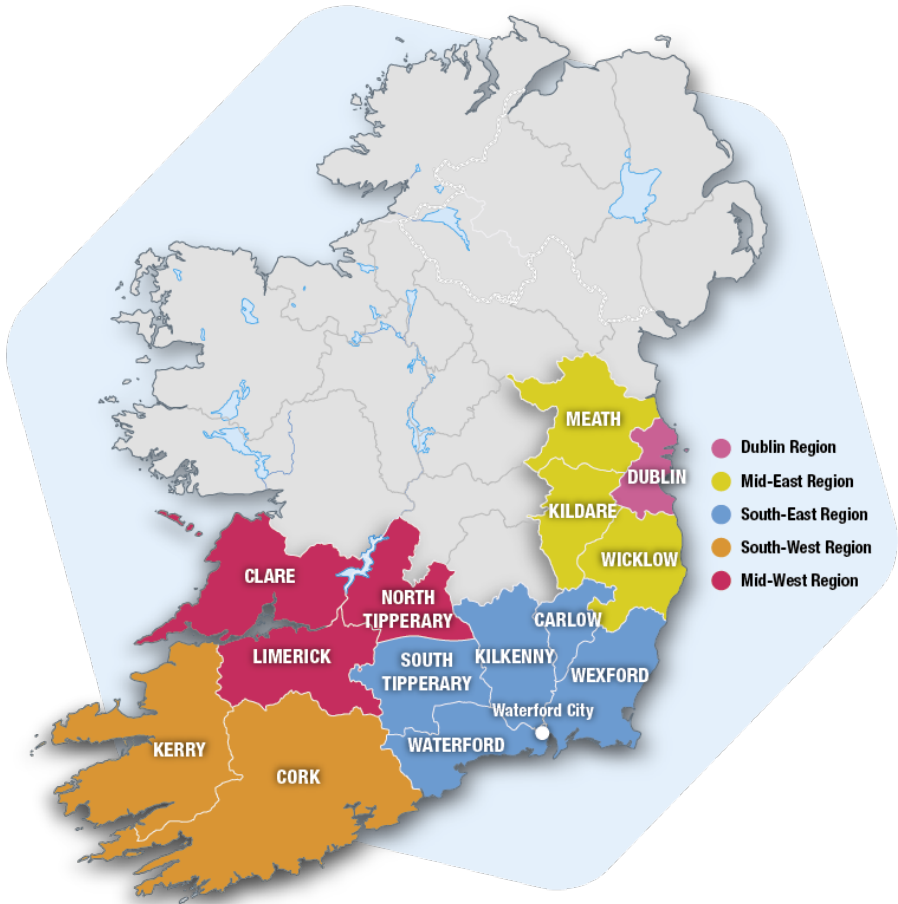 MEATH
DUBLIN
KILDARE
WICKLOW
Dublin Region
Mid-East Region
South-East Region
South-West Region
Mid-West Region
CLARE
NORTH
TIPPERARY
LIMERICK
CARLOW
KILKENNY
SOUTH
TIPPERARY
WEXFORD
Waterford City
WATERFORD
KERRY
CORK